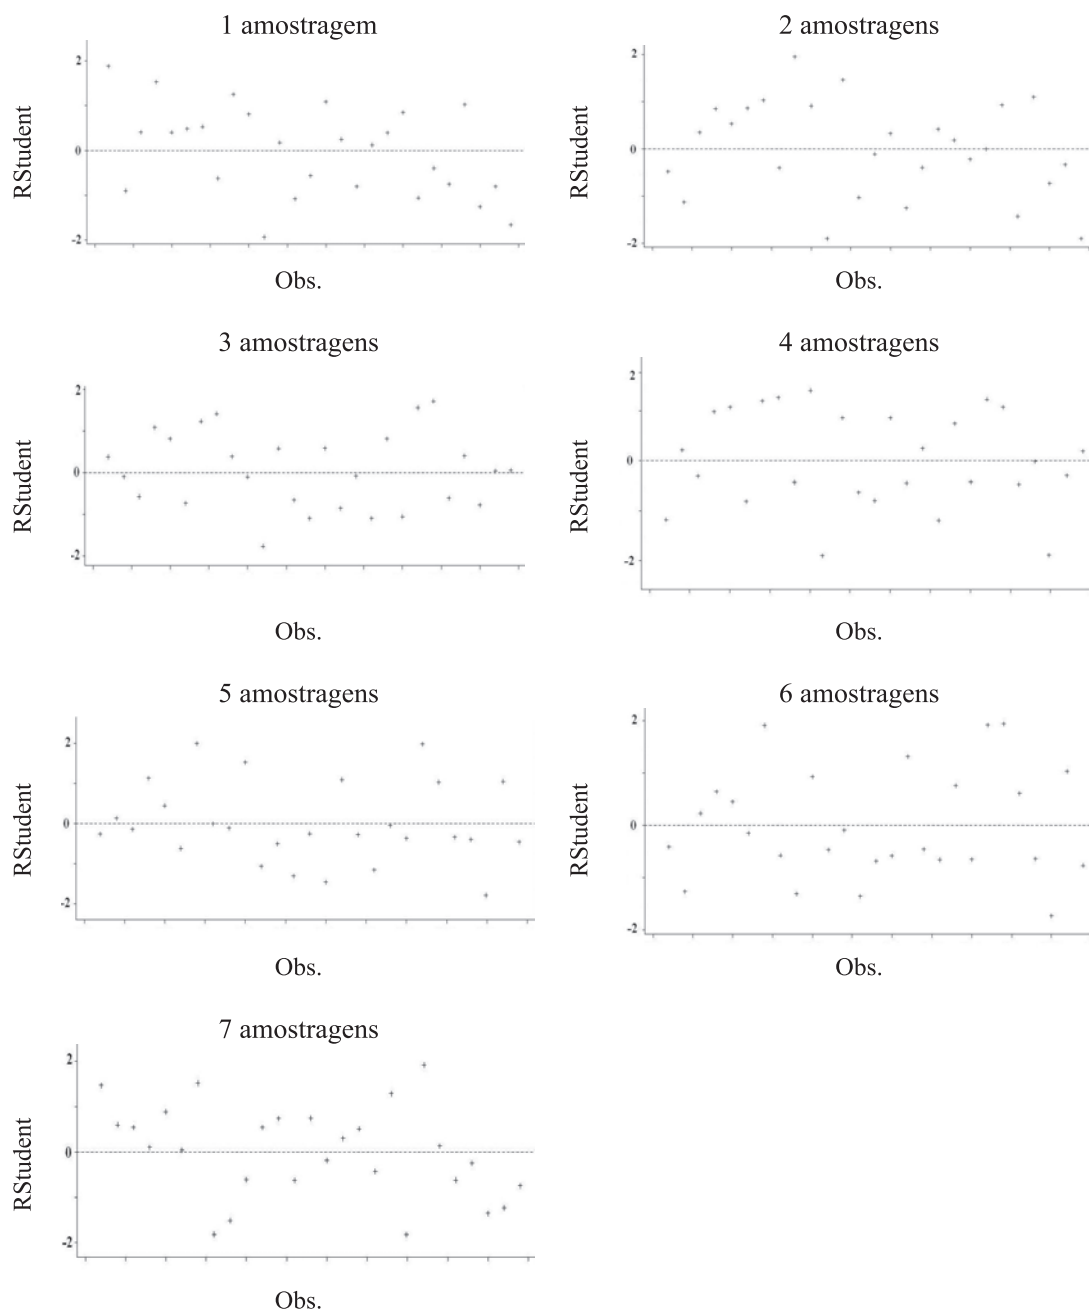 1 amostragem
2
0
-2
RStudent
Obs.
2 amostragens
2
0
-2
RStudent
Obs.
3 amostragens
2
0
-2
RStudent
Obs.
4 amostragens
2
0
-2
RStudent
Obs.
5 amostragens
2
0
-2
RStudent
Obs.
6 amostragens
2
0
-2
RStudent
Obs.
7 amostragens
2
0
-2
RStudent
Obs.